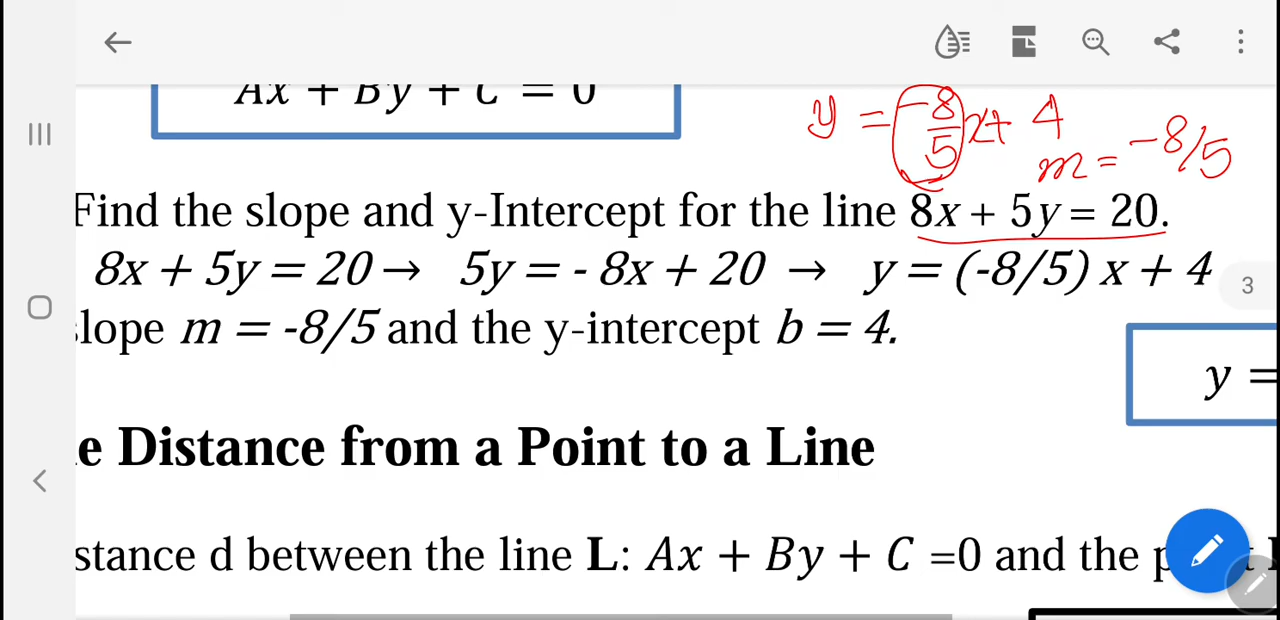 Ax + By + C = 0
y = -8/5 x + 4
m = -8/5
Find the slope and y-Intercept for the line 8x + 5y = 20.
8x + 5y = 20 → 5y = - 8x + 20 → y = (-8/5) x + 4
3
slope m = -8/5 and the y-intercept b = 4.
y =
e Distance from a Point to a Line
stance d between the line L: Ax + By + C =0 and the